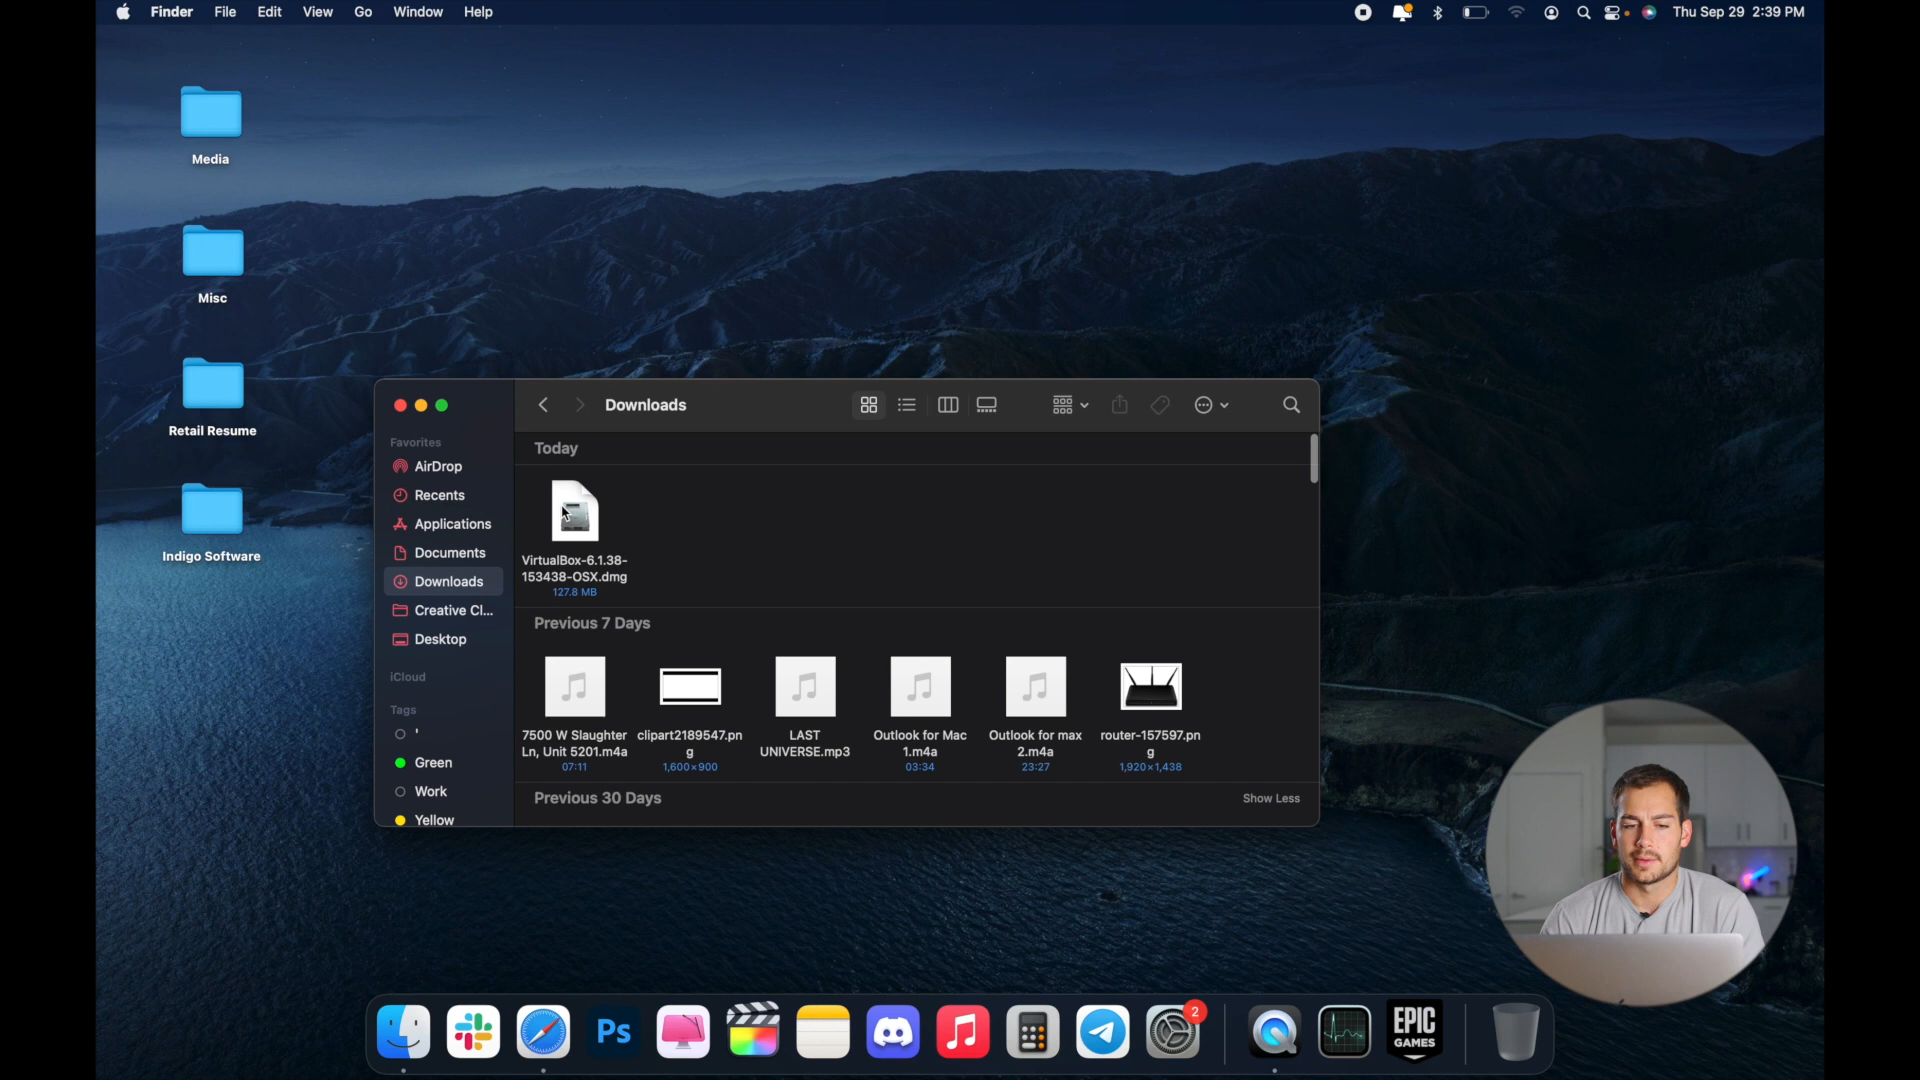 Finder File Edit View Go Window Help
Thu Sep 29 2:39 PM
Media
Misc
Retail Resume
Indigo Software
Downloads
Favorites
AirDrop
Recents
Applications
Documents
Downloads
Creative Cl...
Desktop
iCloud
Tags
'
Green
Work
Yellow
Today
VirtualBox-6.1.38-
153438-OSX.dmg
127.8 MB
Previous 7 Days
7500 W Slaughter
Ln, Unit 5201.m4a
07:11
clipart2189547.pn
g
1,600×900
LAST
UNIVERSE.mp3
Outlook for Mac
1.m4a
03:34
Outlook for max
2.m4a
23:27
router-157597.pn
g
1,920×1,438
Previous 30 Days
Show Less
Ps
2
EPIC
GAMES